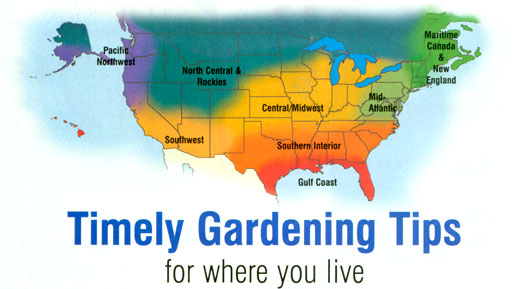 Maritime
Canada
&
New
England
Pacific
Northwest
North Central &
Rockies
Central/Midwest
Mid-
Atlantic
Southwest
Southern Interior
Gulf Coast
Timely Gardening Tips
for where you live